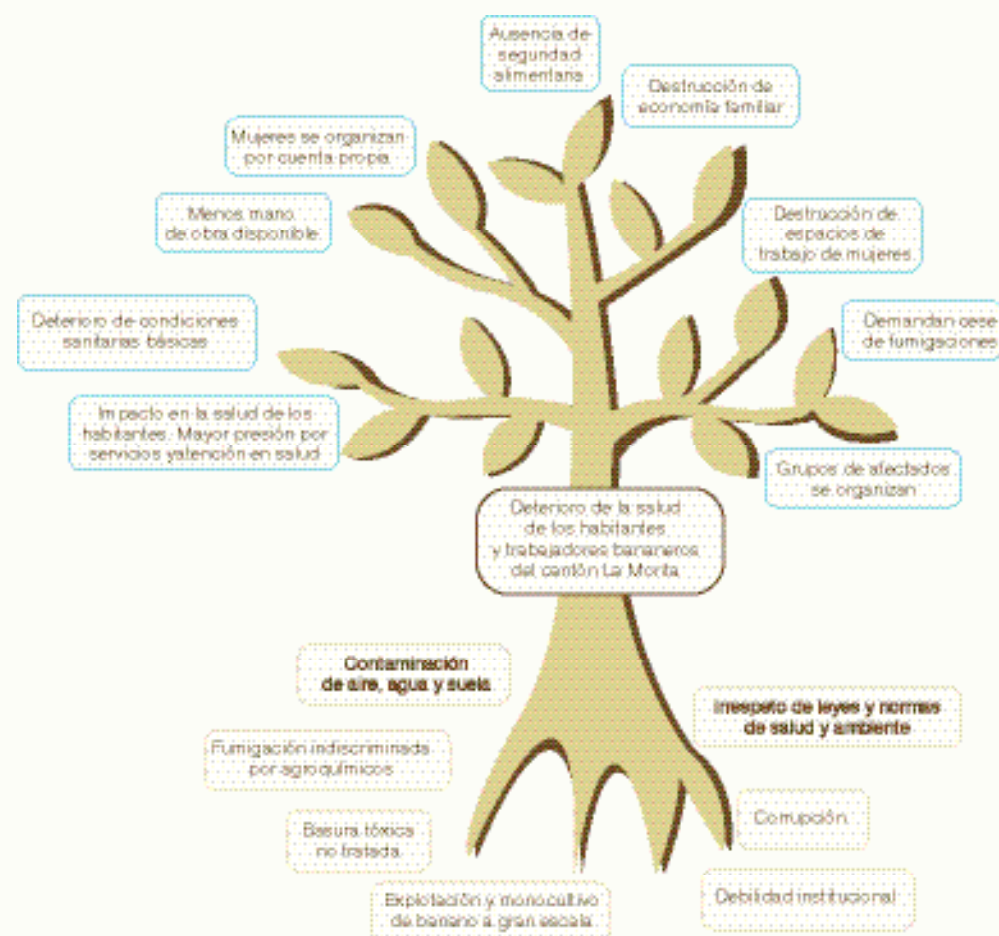 Ausencia de
seguridad
alimentaria
Destrucción de
economía familiar
Mujeres se organizan
por cuenta propia
Menos mano
de obra disponible.
Destrucción de
espacios de
trabajo de mujeres.
Deterioro de condiciones
sanitarias básicas
Demandan cese
de fumigaciones
Impacto en la salud de los
habitantes. Mayor presión por
servicios yatención en salud
Grupos de afectados
se organizan
Deterioro de la salud
de los habitantes
y trabajadores bananeros
del cantón La Morita
Contaminación
de aire, agua y suela
Irrespeto de leyes y normas
de salud y ambiente
Fumigación indiscriminada
por agroquímicos
Basura tóxica
no tratada
Corrupción
Explotación y monocultivo
de banano a gran escala
Debilidad institucional